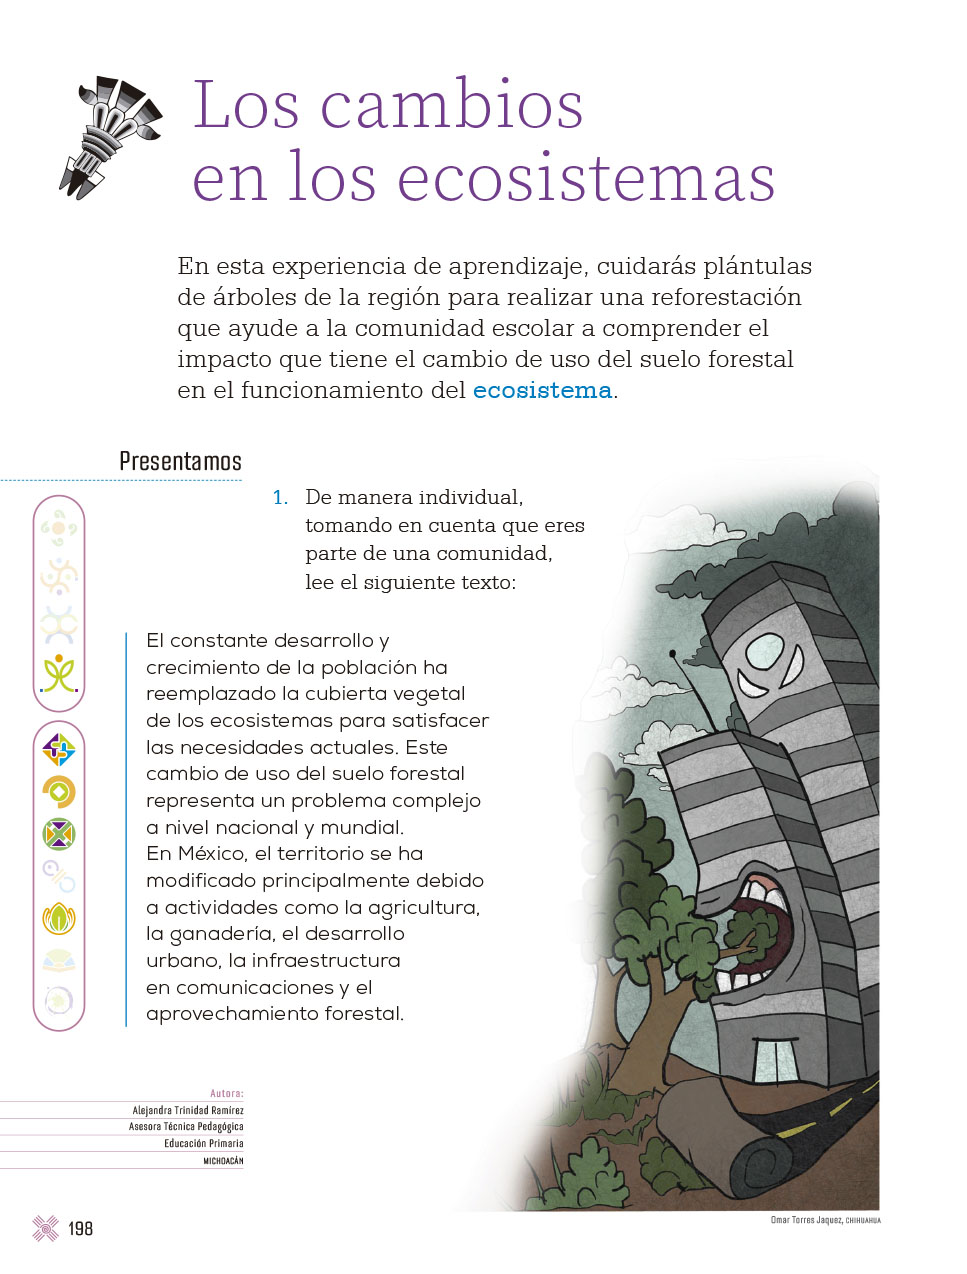 Los cambios
en los ecosistemas
En esta experiencia de aprendizaje, cuidarás plántulas
de árboles de la región para realizar una reforestación
que ayude a la comunidad escolar a comprender el
impacto que tiene el cambio de uso del suelo forestal
en el funcionamiento del ecosistema.
Presentamos
1. De manera individual,
tomando en cuenta que eres
parte de una comunidad,
lee el siguiente texto:
El constante desarrollo y
crecimiento de la población ha
reemplazado la cubierta vegetal
de los ecosistemas para satisfacer
las necesidades actuales. Este
cambio de uso del suelo forestal
representa un problema complejo
a nivel nacional y mundial.
En México, el territorio se ha
modificado principalmente debido
a actividades como la agricultura,
la ganadería, el desarrollo
urbano, la infraestructura
en comunicaciones y el
aprovechamiento forestal.
Autora:
Alejandra Trinidad Ramírez
Asesora Técnica Pedagógica
Educación Primaria
MICHOACÁN
Omar Torres Jaquez, CHIHUAHUA
198